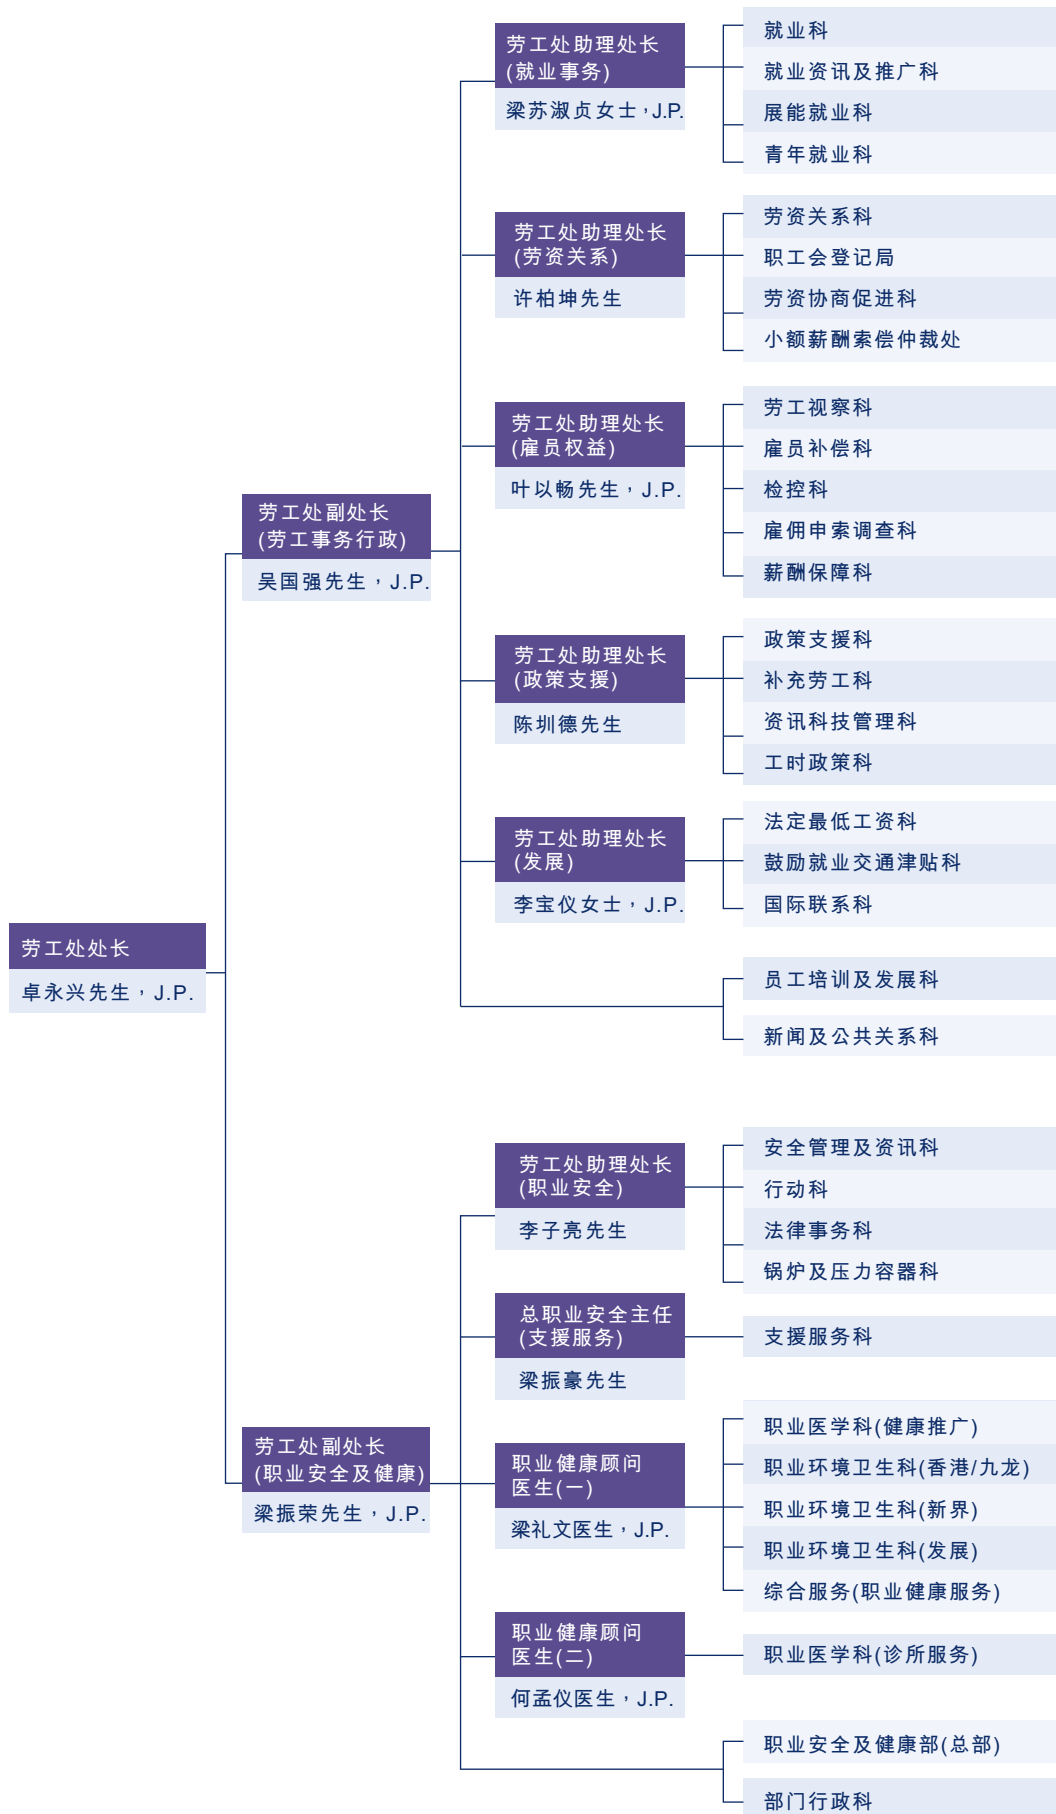 劳工处处长
卓永兴先生，J.P.
劳工处副处长
(劳工事务行政)
吴国强先生，J.P.
劳工处助理处长
(就业事务)
梁苏淑贞女士，J.P.
就业科
就业资讯及推广科
展能就业科
青年就业科
劳工处助理处长
(劳资关系)
许柏坤先生
劳资关系科
职工会登记局
劳资协商促进科
小额薪酬索偿仲裁处
劳工处助理处长
(雇员权益)
叶以畅先生，J.P.
劳工视察科
雇员补偿科
检控科
雇佣申索调查科
薪酬保障科
劳工处助理处长
(政策支援)
陈圳德先生
政策支援科
补充劳工科
资讯科技管理科
工时政策科
劳工处助理处长
(发展)
李宝仪女士，J.P.
法定最低工资科
鼓励就业交通津贴科
国际联系科
员工培训及发展科
新闻及公共关系科
劳工处副处长
(职业安全及健康)
梁振荣先生，J.P.
劳工处助理处长
(职业安全)
李子亮先生
安全管理及资讯科
行动科
法律事务科
锅炉及压力容器科
总职业安全主任
(支援服务)
梁振豪先生
支援服务科
职业健康顾问
医生(一)
梁礼文医生，J.P.
职业医学科(健康推广)
职业环境卫生科(香港/九龙)
职业环境卫生科(新界)
职业环境卫生科(发展)
综合服务(职业健康服务)
职业健康顾问
医生(二)
何孟仪医生，J.P.
职业医学科(诊所服务)
职业安全及健康部(总部)
部门行政科